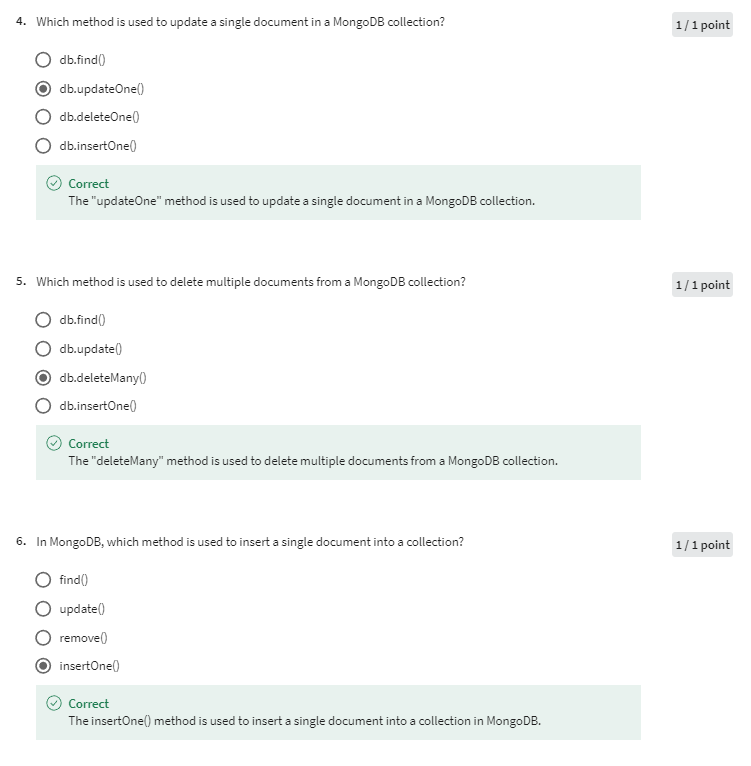 4. Which method is used to update a single document in a MongoDB collection?
1 / 1 point
db.find()
db.updateOne()
db.deleteOne()
db.insertOne()
Correct
The "updateOne" method is used to update a single document in a MongoDB collection.
5. Which method is used to delete multiple documents from a MongoDB collection?
1 / 1 point
db.find()
db.update()
db.deleteMany()
db.insertOne()
Correct
The "deleteMany" method is used to delete multiple documents from a MongoDB collection.
6. In MongoDB, which method is used to insert a single document into a collection?
1 / 1 point
find()
update()
remove()
insertOne()
Correct
The insertOne() method is used to insert a single document into a collection in MongoDB.